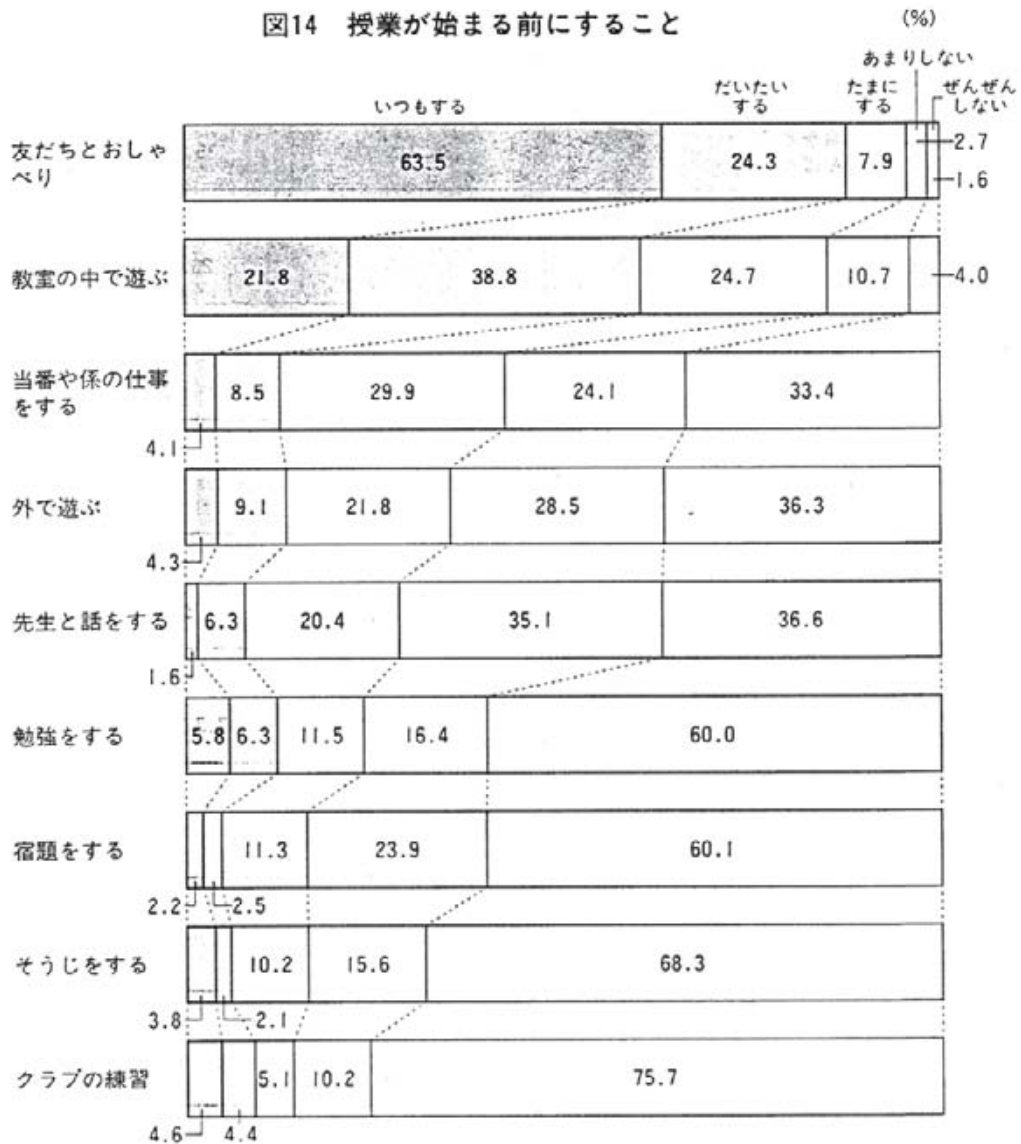 図14 授業が始まる前にすること
(%)
あまりしない
いつもする
だいたい
する
たまに
する
ぜんぜん
しない
友だちとおしゃ
べり
63.5
24.3
7.9
2.7
1.6
教室の中で遊ぶ
21.8
38.8
24.7
10.7
4.0
当番や係の仕事
をする
4.1
8.5
29.9
24.1
33.4
外で遊ぶ
4.3
9.1
21.8
28.5
36.3
先生と話をする
1.6
6.3
20.4
35.1
36.6
勉強をする
5.8
6.3
11.5
16.4
60.0
宿題をする
2.2
2.5
11.3
23.9
60.1
そうじをする
3.8
2.1
10.2
15.6
68.3
クラブの練習
4.6
4.4
5.1
10.2
75.7